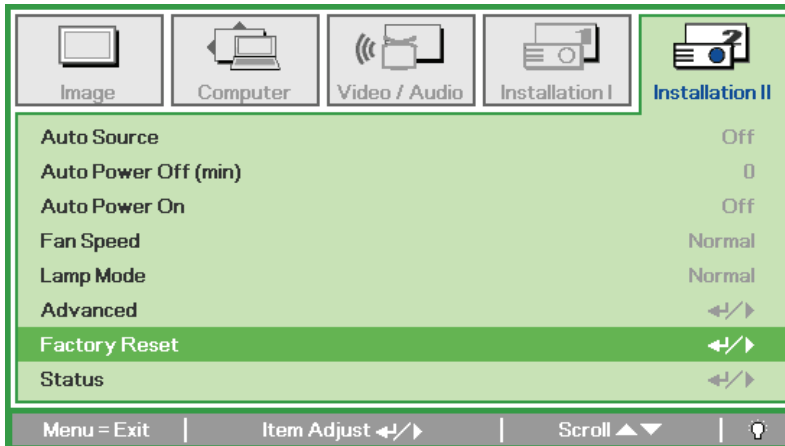 Image Computer Video / Audio Installation I Installation II
Auto Source Off
Auto Power Off (min) 0
Auto Power On Off
Fan Speed Normal
Lamp Mode Normal
Advanced
Factory Reset
Status
Menu = Exit Item Adjust Scroll